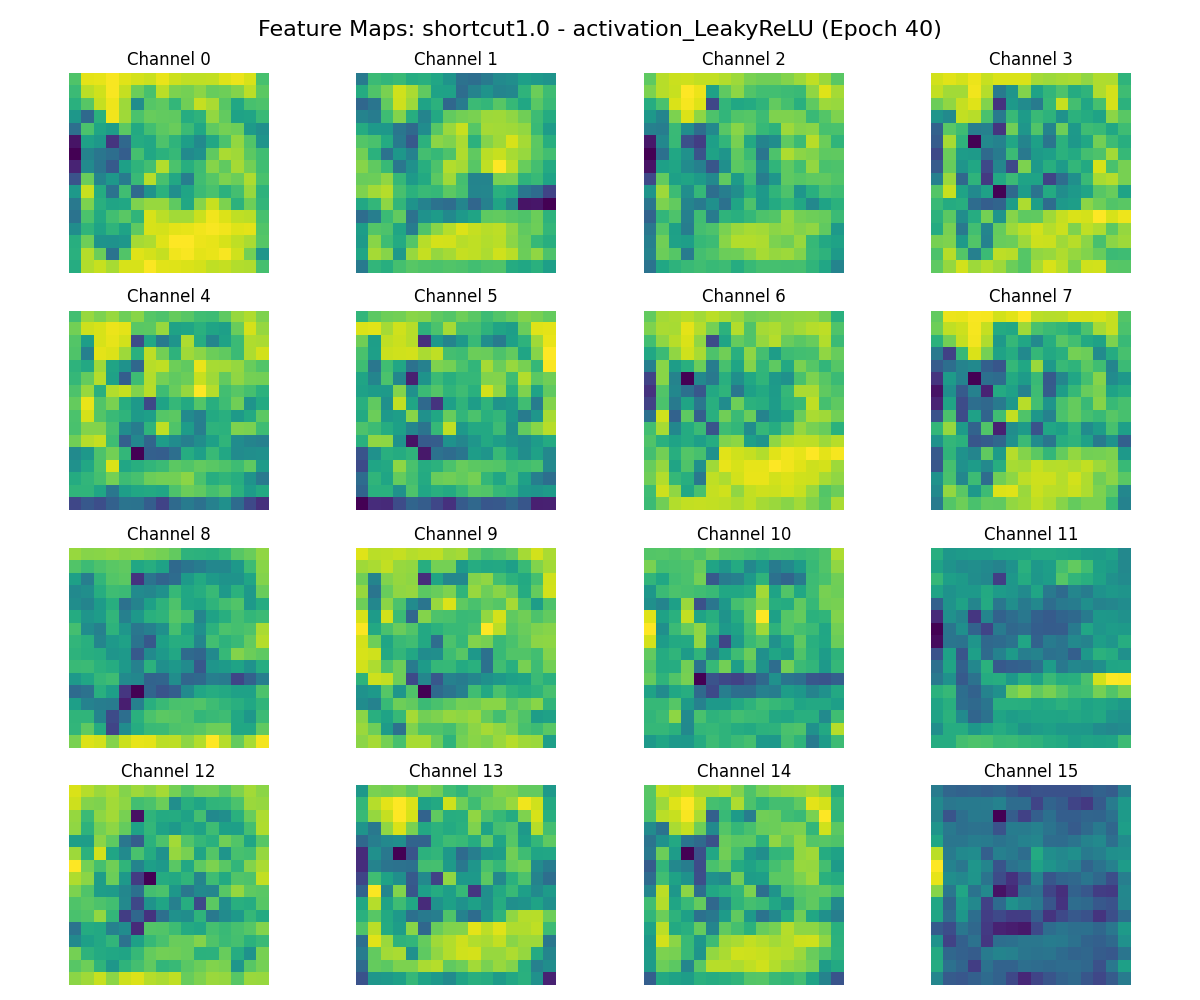 Feature Maps: shortcut1.0 - activation_LeakyReLU (Epoch 40)
Channel 0
Channel 1
Channel 2
Channel 3
Channel 4
Channel 5
Channel 6
Channel 7
Channel 8
Channel 9
Channel 10
Channel 11
Channel 12
Channel 13
Channel 14
Channel 15